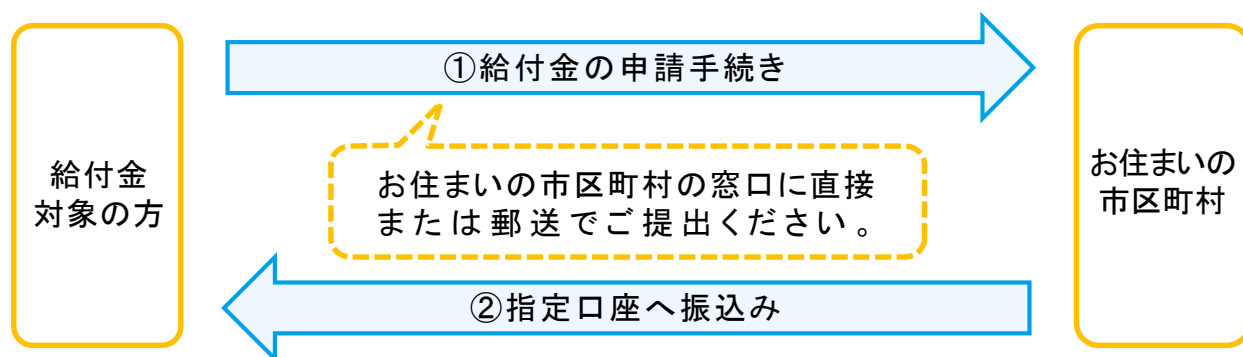 ①給付金の申請手続き
給付金
対象の方
お住まいの市区町村の窓口に直接
または郵送でご提出ください。
お住まいの
市区町村
②指定口座へ振込み